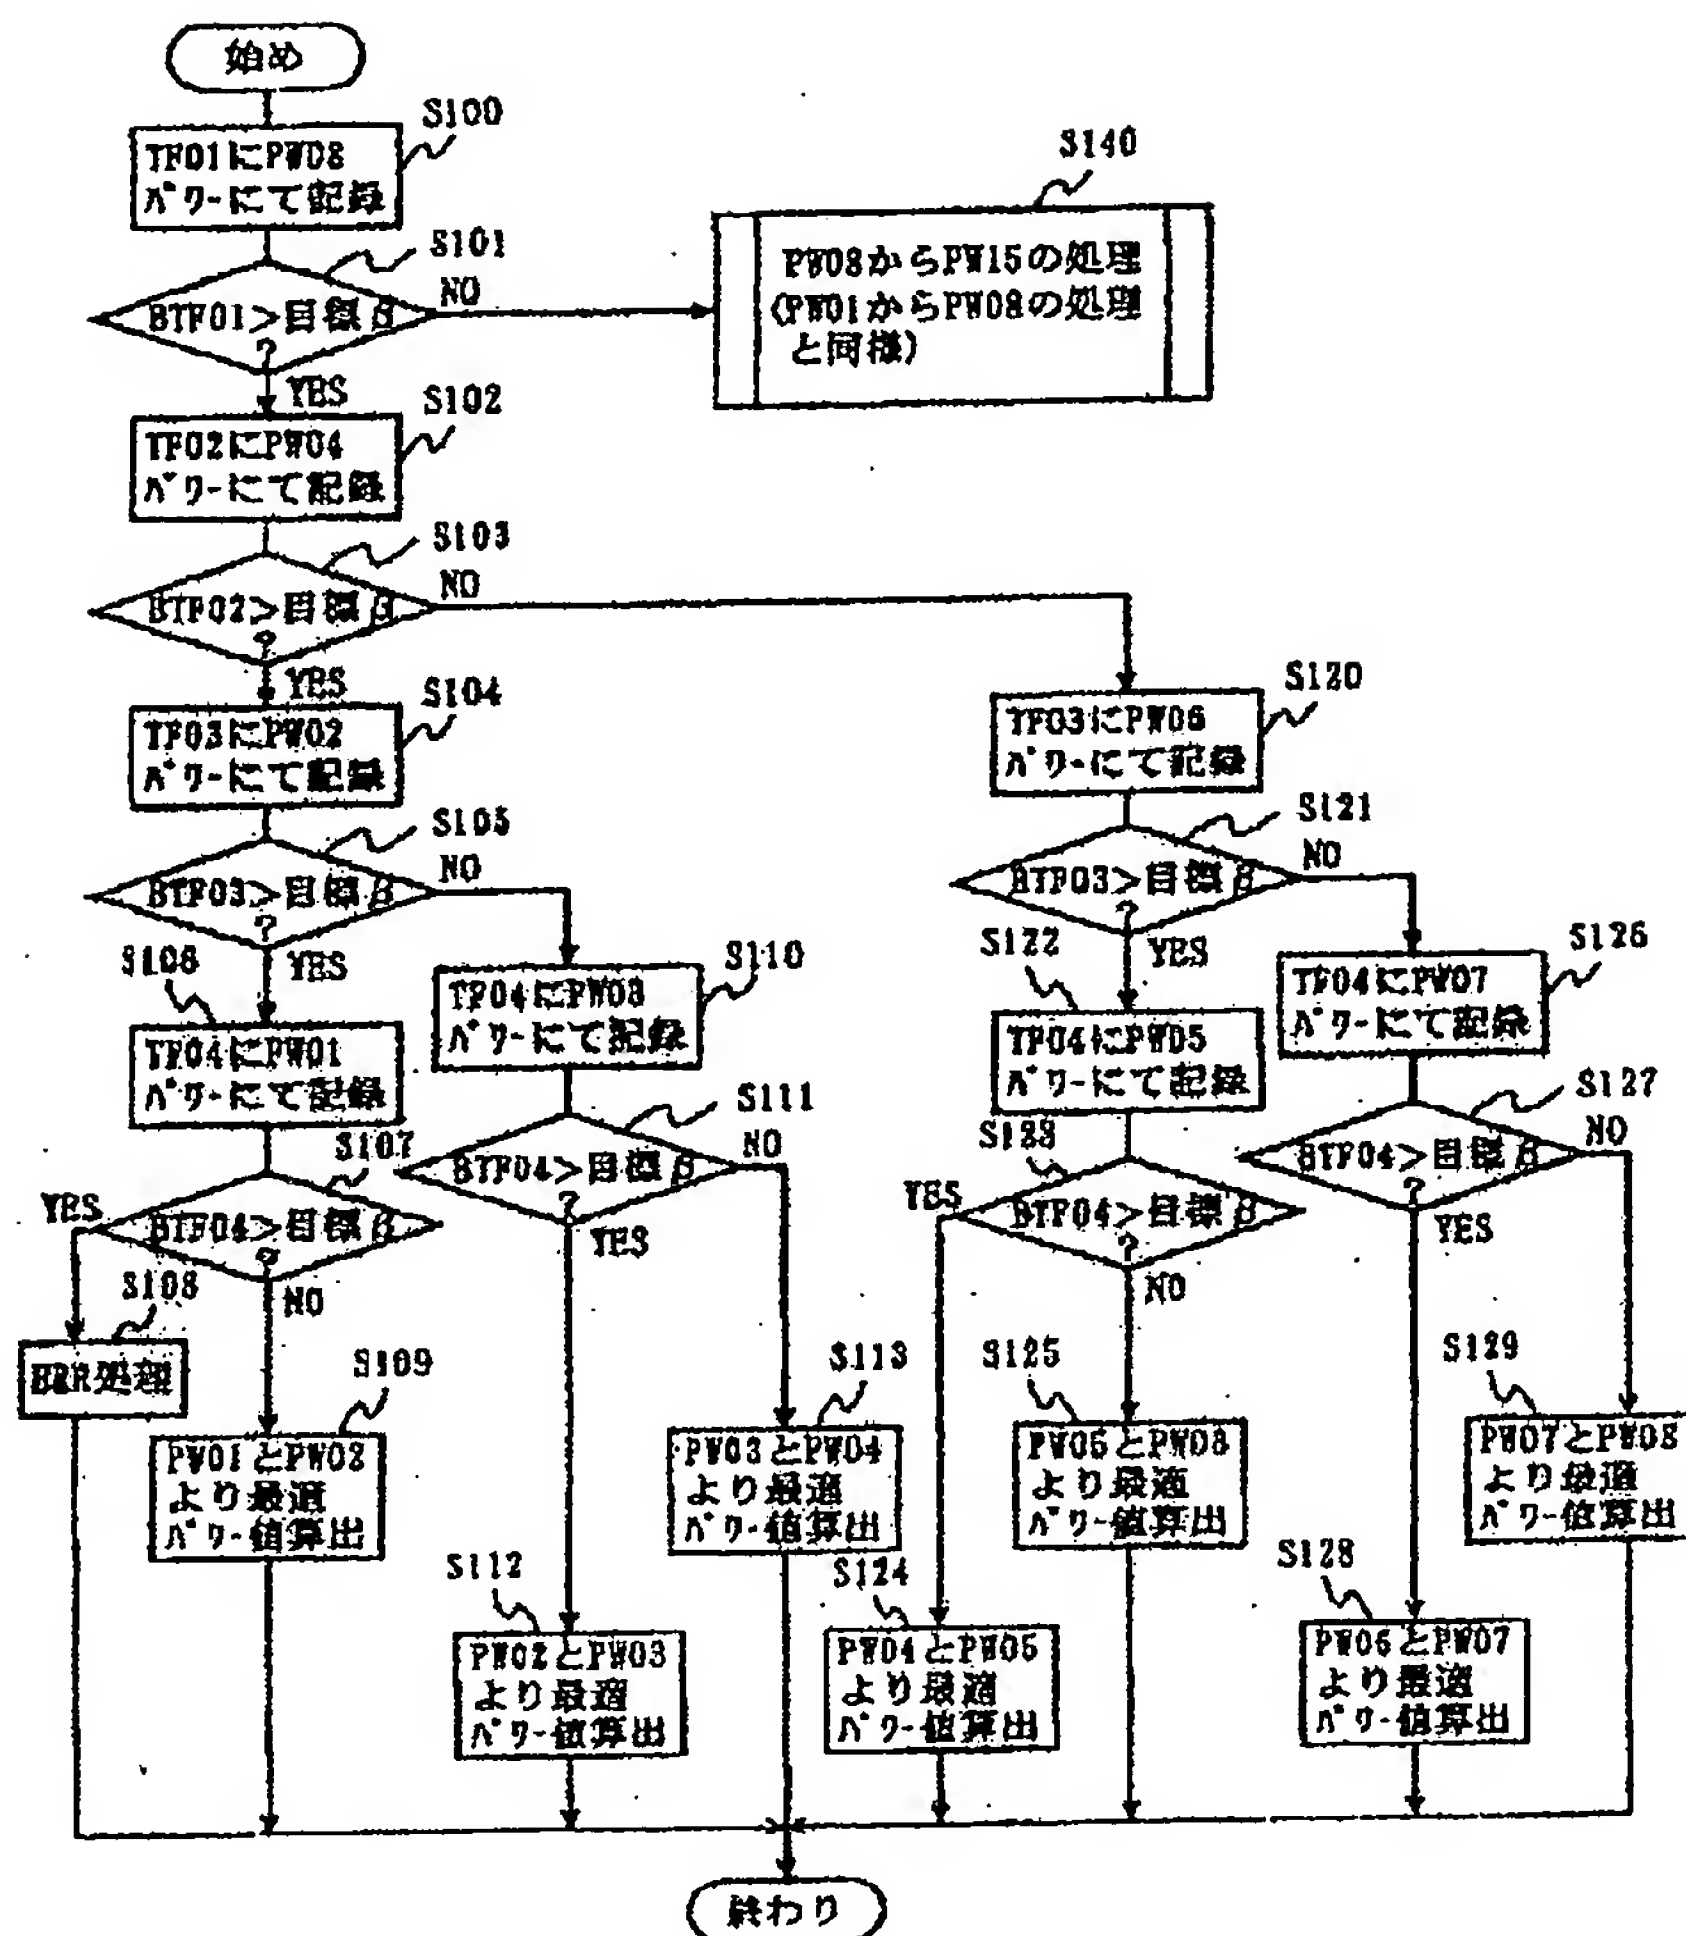 始め
S100
TF01にPW08
パワーにて記録
S101
BTF01>目標β
?
NO
YES
S140
PW08からPW15の処理
(PW01からPW08の処理
と同様)
S102
TF02にPW04
パワーにて記録
S103
BTF02>目標β
?
NO
YES
S104
TF03にPW02
パワーにて記録
S120
TF03にPW06
パワーにて記録
S105
BTF03>目標β
?
NO
YES
S121
BTF03>目標β
?
NO
YES
S106
TF04にPW01
パワーにて記録
S110
TF04にPW03
パワーにて記録
S122
TF04にPW05
パワーにて記録
S126
TF04にPW07
パワーにて記録
S107
BTF04>目標β
?
YES
NO
S111
BTF04>目標β
?
NO
YES
S123
BTF04>目標β
?
YES
NO
S127
BTF04>目標β
?
NO
YES
S108
ERR処理
S109
PW01とPW02
より最適
パワー値算出
S113
PW03とPW04
より最適
パワー値算出
S125
PW05とPW06
より最適
パワー値算出
S129
PW07とPW08
より最適
パワー値算出
S112
PW02とPW03
より最適
パワー値算出
S124
PW04とPW05
より最適
パワー値算出
S128
PW06とPW07
より最適
パワー値算出
終わり